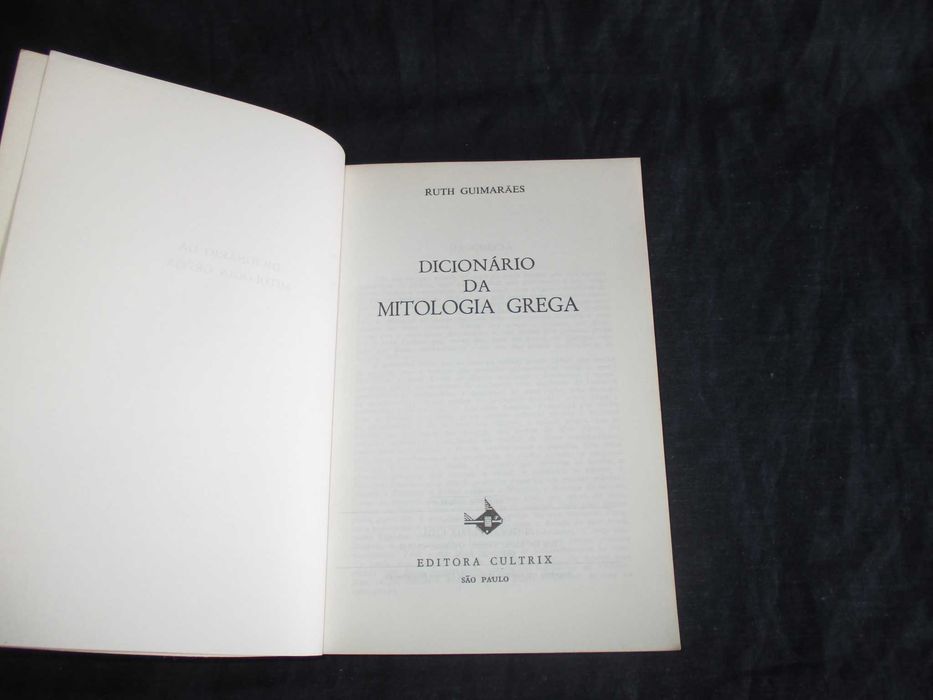 RUTH GUIMARÃES
DICIONÁRIO
DA
MITOLOGIA GREGA
EDITORA CULTRIX
SÃO PAULO